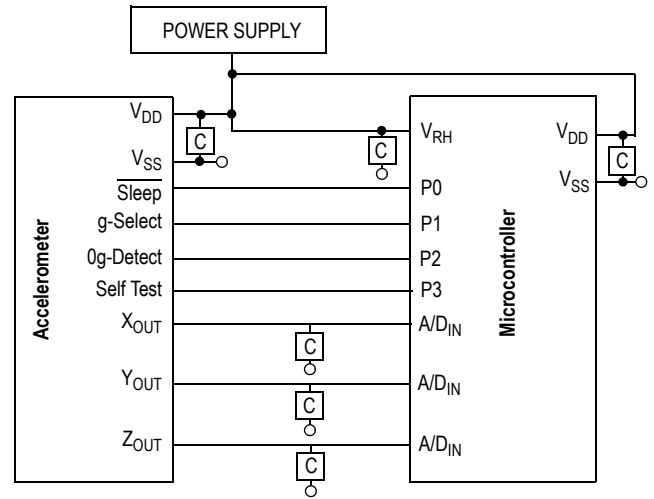 POWER SUPPLY
Accelerometer
V_DD
C
V_SS
Sleep
g-Select
0g-Detect
Self Test
X_OUT
Y_OUT
Z_OUT
C
C
C
C
Microcontroller
V_RH
P0
P1
P2
P3
A/D_IN
A/D_IN
A/D_IN
V_DD
C
V_SS